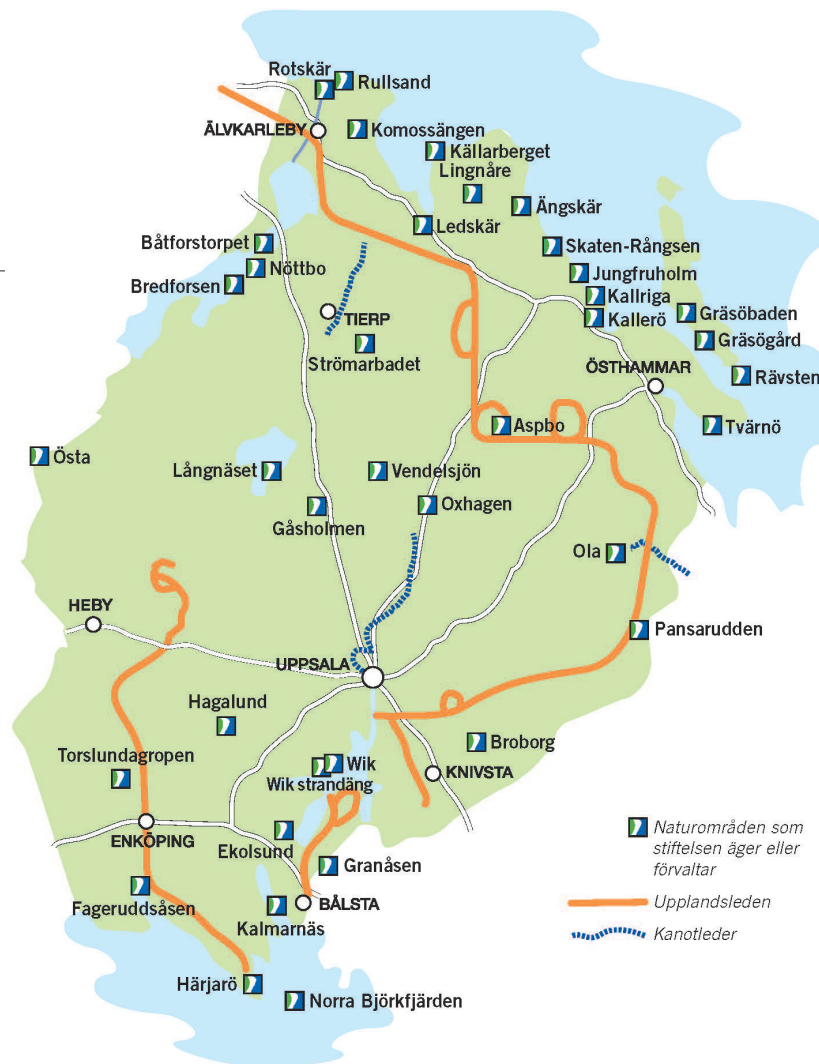 Rotskär
Rullsand
ÄLVKARLEBY
Komossängen
Källarberget
Lingnåre
Ängskär
Ledskär
Båtforstorpet
Skaten-Rångsen
Nöttbo
Jungfruholm
Bredforsen
Kallriga
Gräsöbaden
TIERP
Kallerö
Gräsögård
Strömarbadet
ÖSTHAMMAR
Rävsten
Aspbo
Tvärnö
Östa
Långnäset
Vendelsjön
Gåsholmen
Oxhagen
Ola
HEBY
Pansarudden
UPPSALA
Hagalund
Broborg
Torslundagropen
Wik
Wik strandäng
KNIVSTA
ENKÖPING
Ekolsund
Granåsen
Fageruddsåsen
BÅLSTA
Kalmarnäs
Härjarö
Norra Björkfjärden
Naturområden som
stiftelsen äger eller
förvaltar
Upplandsleden
Kanotleder